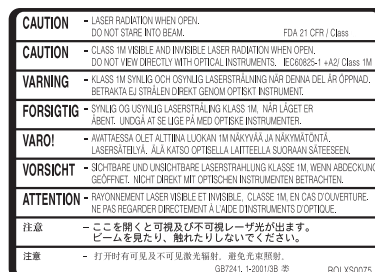 CAUTION - LASER RADIATION WHEN OPEN.
DO NOT STARE INTO BEAM. FDA 21 CFR / Class
CAUTION - CLASS 1M VISIBLE AND INVISIBLE LASER RADIATION WHEN OPEN.
DO NOT VIEW DIRECTLY WITH OPTICAL INSTRUMENTS. IEC60825-1 +A2/ Class 1M
VARNING - KLASS 1M SYNLIG OCH OSYNLIG LASERSTRÅLNING NÄR DENNA DEL ÄR ÖPPNAD.
BETRAKTA EJ STRÅLEN DIREKT GENOM OPTISKT INSTRUMENT.
FORSIGTIG - SYNLIG OG USYNLIG LASERSTRÅLING KLASS 1M, NÅR LÅGET ER
ÅBENT. UNDGÅ AT SE LIGE PÅ MED OPTISKE INSTRUMENTER.
VARO! - AVATTAESSA OLET ALTTIINA LUOKAN 1M NÄKYVÄÄ JA NÄKYMÄTÖNTÄ.
LASERSÄTEILYÄ. ÄLÄ KATSO OPTISELLA LAITTEELLA SUORAAN SÄTEESEEN.
VORSICHT - SICHTBARE UND UNSICHTBARE LASERSTRAHLUNG KLASSE 1M, WENN ABDECKUNG
GEÖFFNET. NICHT DIREKT MIT OPTISCHEN INSTRUMENTEN BETRACHTEN.
ATTENTION - RAYONNEMENT LASER VISIBLE ET INVISIBLE, CLASSE 1M, EN CAS D'OUVERTURE.
NE PAS REGARDER DIRECTEMENT À L'AIDE D'INSTRUMENTS D'OPTIQUE.
注意 - ここを開くと可視及び不可視レーザ光が出ます。
ビームを見たり、触れたりしないでください。
注意 - 打开时有可见及不可见激光辐射。避免光束照射。
GB7247.1-2001/3B 类 RQLXS0075